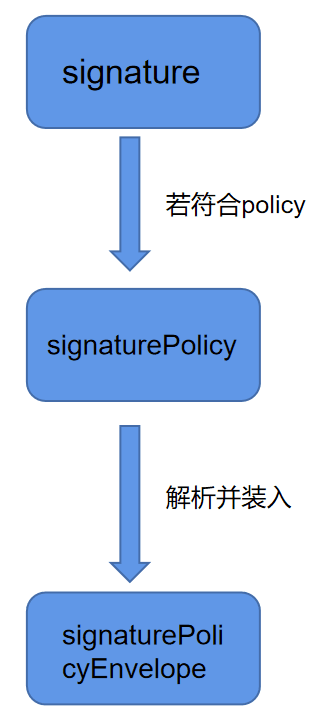 signature
若符合policy
signaturePolicy
解析并装入
signaturePoli
cyEnvelope